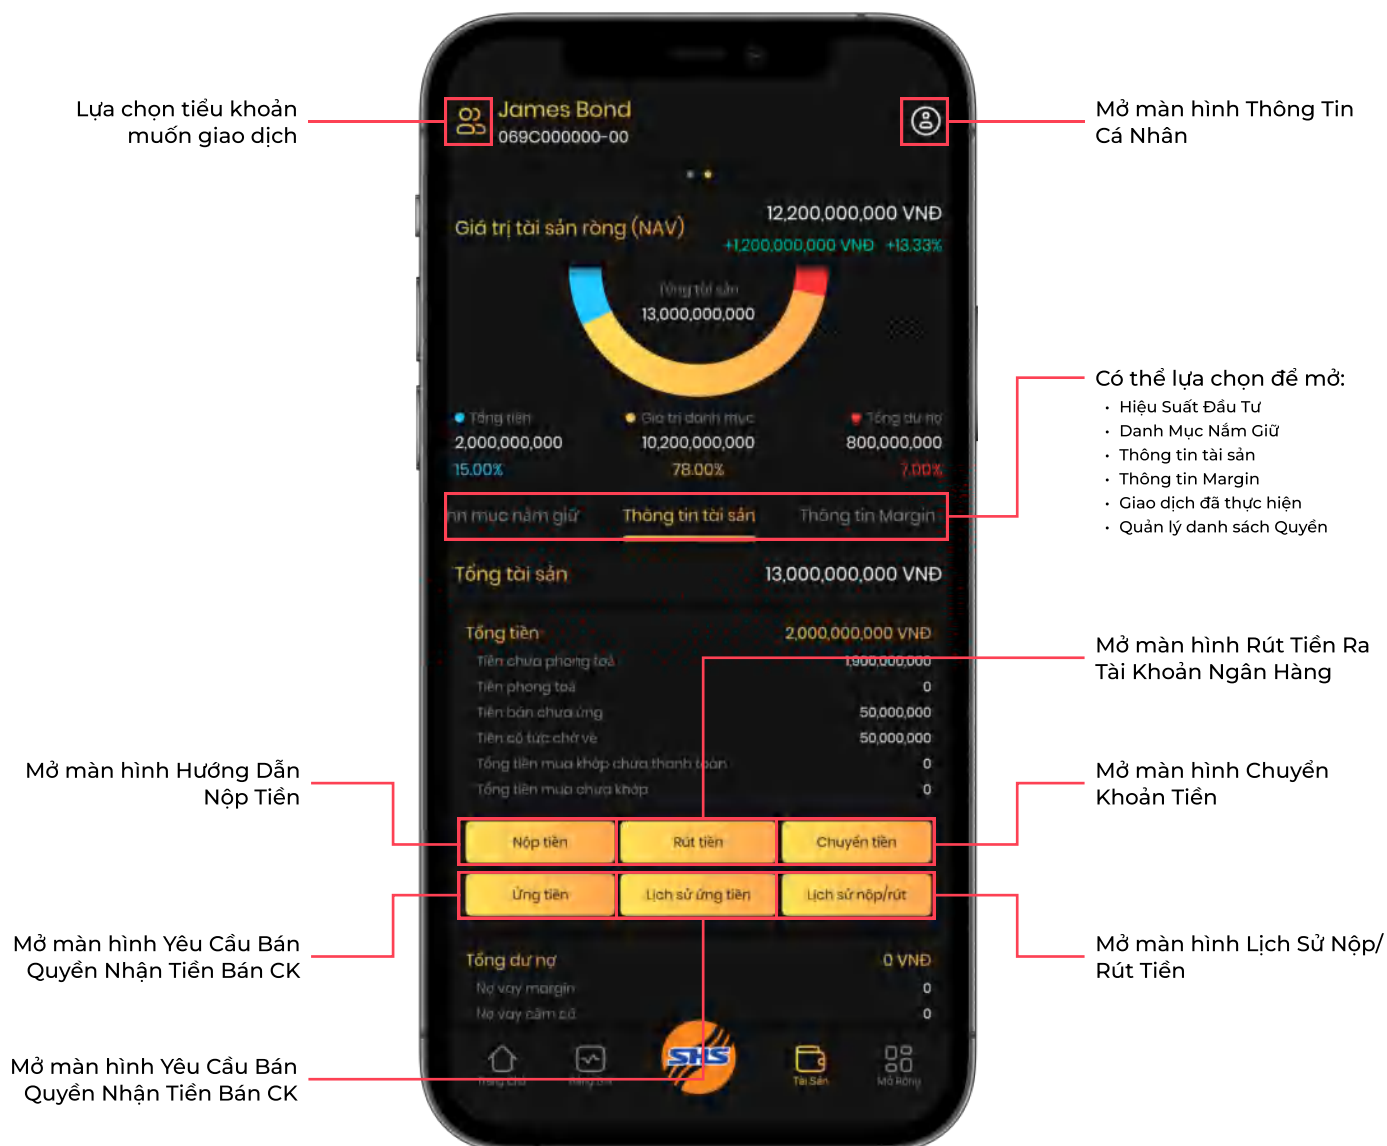 Lựa chọn tiểu khoản
muốn giao dịch
James Bond
069C000000-00
Mở màn hình Thông Tin
Cá Nhân
Giá trị tài sản ròng (NAV)
12,200,000,000 VNĐ
+1,200,000,000 VNĐ +13.33%
Tổng tài sản
13,000,000,000
Tổng tiền
2,000,000,000
15.00%
Giá trị danh mục
10,200,000,000
78.00%
Tổng dư nợ
800,000,000
7.00%
Có thể lựa chọn để mở:
• Hiệu Suất Đầu Tư
• Danh Mục Nắm Giữ
• Thông tin tài sản
• Thông tin Margin
• Giao dịch đã thực hiện
• Quản lý danh sách Quyền
nh mục nắm giữ Thông tin tài sản Thông tin Margin
Tổng tài sản 13,000,000,000 VNĐ
Tổng tiền 2,000,000,000 VNĐ
Tiền chưa phong toả 1,900,000,000
Tiền phong toả 0
Tiền bán chưa ứng 50,000,000
Tiền cổ tức chờ về 50,000,000
Tổng tiền mua khớp chưa thanh toán 0
Tổng tiền mua chưa khớp 0
Mở màn hình Rút Tiền Ra
Tài Khoản Ngân Hàng
Mở màn hình Hướng Dẫn
Nộp Tiền
Mở màn hình Chuyển
Khoản Tiền
Nộp tiền Rút tiền Chuyển tiền
Ứng tiền Lịch sử ứng tiền Lịch sử nộp/rút
Mở màn hình Yêu Cầu Bán
Quyền Nhận Tiền Bán CK
Mở màn hình Lịch Sử Nộp/
Rút Tiền
Tổng dư nợ 0 VNĐ
Nợ vay margin 0
Nợ vay cầm cố 0
Mở màn hình Yêu Cầu Bán
Quyền Nhận Tiền Bán CK
SHS
Trang chủ Bảng giá Tài Sản Mở Rộng